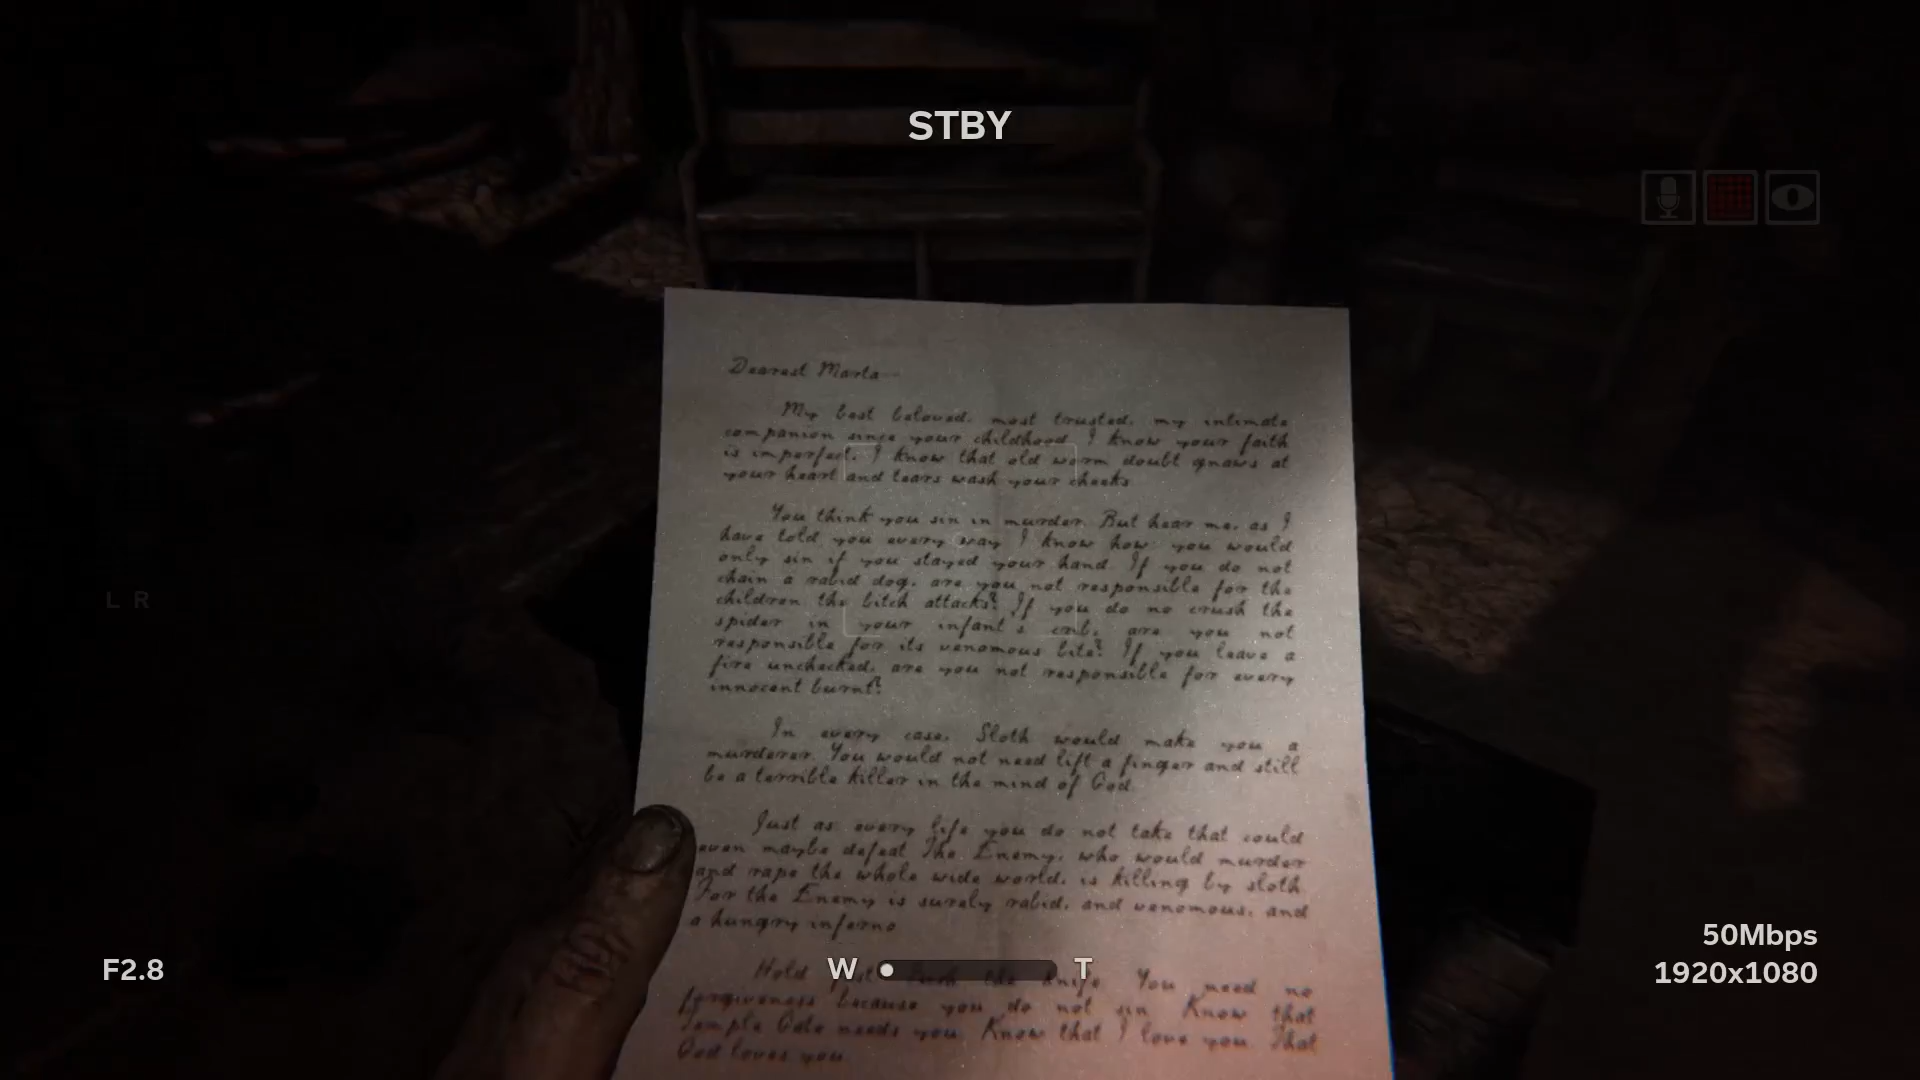 STBY
Dearest Marta—
My best beloved, most trusted, my intimate
companion since your childhood. I know your faith
is imperfect. I know that old worm doubt gnaws at
your heart and tears wash your cheeks.
You think you sin in murder. But hear me, as I
have told you every way I know how: you would
only sin if you stayed your hand. If you do not
chain a rabid dog, are you not responsible for the
children the bitch attacks? If you do no crush the
spider in your infant's crib, are you not
responsible for its venomous bite? If you leave a
fire unchecked, are you not responsible for every
innocent burnt?
In every case, Sloth would make you a
murderer. You would not need lift a finger and still
be a terrible killer in the mind of God.
Just as every life you do not take that could
even maybe defeat The Enemy, who would murder
and rape the whole wide world, is killing by sloth.
For the Enemy is surely rabid, and venomous, and
a hungry inferno.
Hold the knife. You need no
forgiveness because you do not sin. Know that
Temple Gate needs you. Know that I love you. That
God loves you.
L R
F2.8
W T
50Mbps
1920x1080